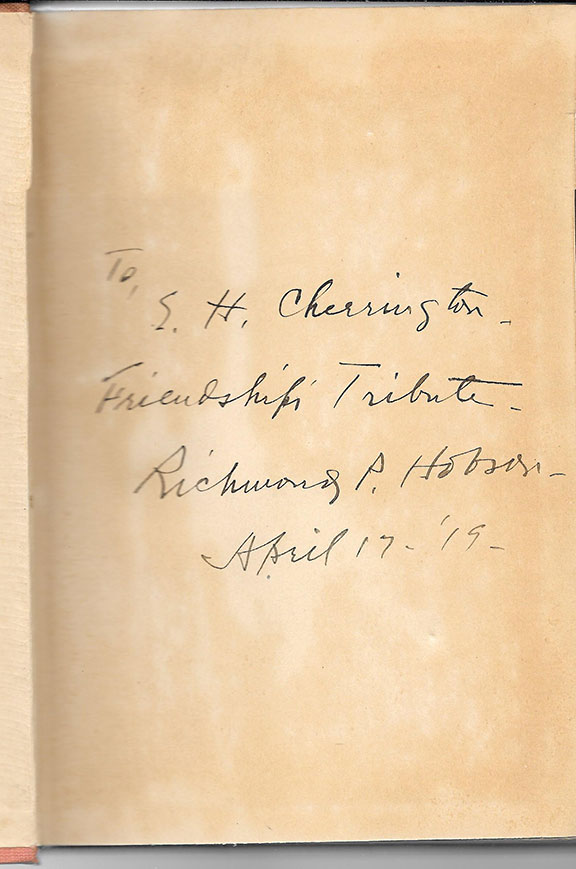 To,
E. H. Cherrington -
Friendship's Tribute -
Richmond P. Hobson -
April 17 - '19 -